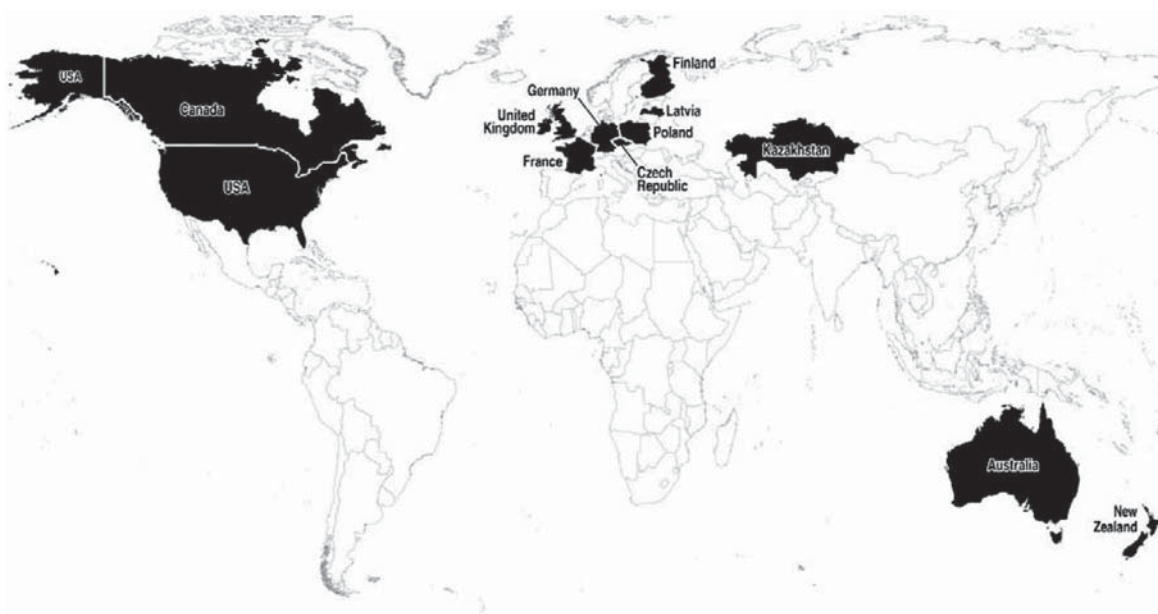 USA
Canada
USA
Finland
Germany
Latvia
United
Kingdom
Poland
France
Czech
Republic
Kazakhstan
Australia
New
Zealand